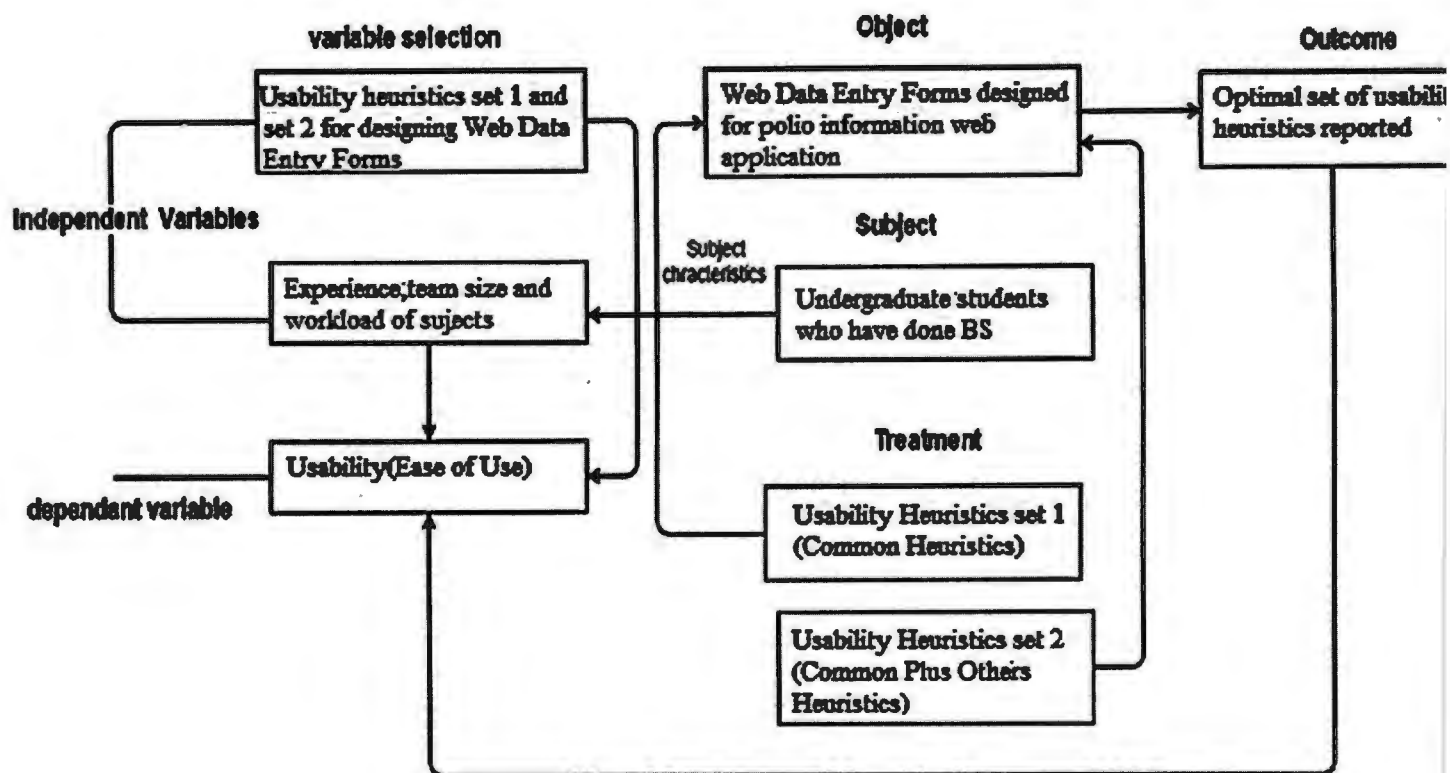 variable selection
Usability heuristics set 1 and
set 2 for designing Web Data
Entry Forms
Independent Variables
Experience,team size and
workload of sujects
Usability(Ease of Use)
dependant variable
Object
Web Data Entry Forms designed
for polio information web
application
Subject
Subject
chracteristics
Undergraduate students
who have done BS
Treatment
Usability Heuristics set 1
(Common Heuristics)
Usability Heuristics set 2
(Common Plus Others
Heuristics)
Outcome
Optimal set of usabili
heuristics reported